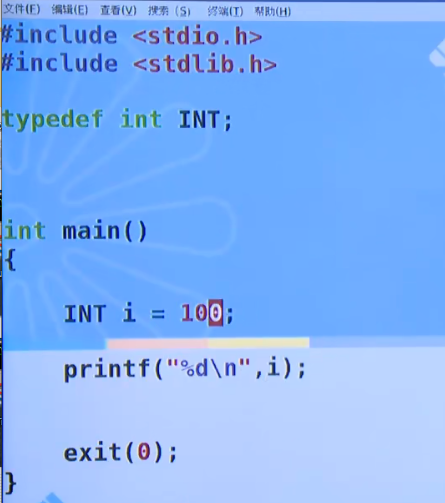 文件(F) 编辑(E) 查看(V) 搜索 (S) 终端(T) 帮助(H)
#include <stdio.h>
#include <stdlib.h>
typedef int INT;
int main()
{
INT i = 100;
printf("%d\n",i);
exit(0);
}